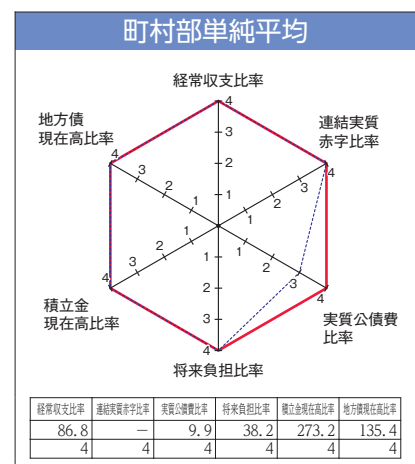 町村部単純平均
経常収支比率
地方債
現在高比率
連結実質
赤字比率
4
3
2
1
4
3
2
1
1
2
3
4
4
3
2
1
1
2
3
4
1
2
3
4
積立金
現在高比率
実質公債費
比率
将来負担比率
経常収支比率 連結実質赤字比率 実質公債費比率 将来負担比率 積立金現在高比率 地方債現在高比率
86.8 － 9.9 38.2 273.2 135.4
4 4 4 4 4 4